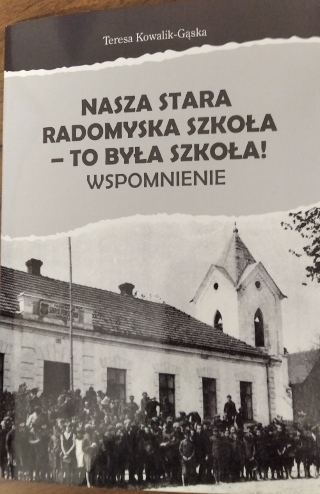 Teresa Kowalik-Gąska
NASZA STARA
RADOMYSKA SZKOŁA
– TO BYŁA SZKOŁA!
WSPOMNIENIE